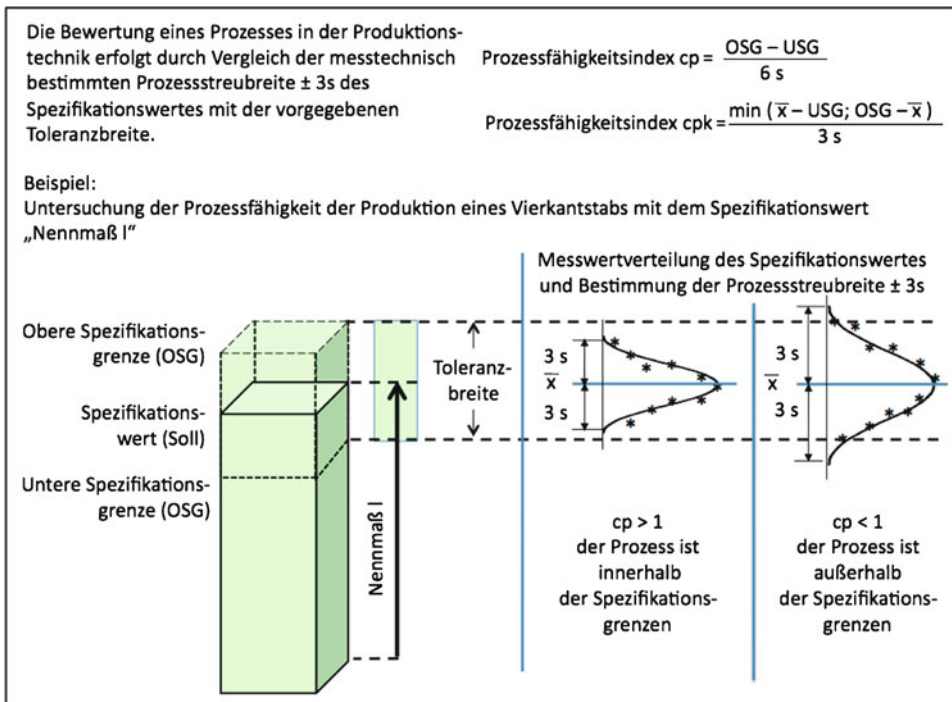 Die Bewertung eines Prozesses in der Produktions-
technik erfolgt durch Vergleich der messtechnisch
bestimmten Prozessstreubreite ± 3s des
Spezifikationswertes mit der vorgegebenen
Toleranzbreite.
Prozessfähigkeitsindex cp = (OSG – USG) / 6 s
Prozessfähigkeitsindex cpk = min ( x̅ – USG; OSG – x̅ ) / 3 s
Beispiel:
Untersuchung der Prozessfähigkeit der Produktion eines Vierkantstabs mit dem Spezifikationswert
„Nennmaß l“
Messwertverteilung des Spezifikationswertes
und Bestimmung der Prozessstreubreite ± 3s
Obere Spezifikations-
grenze (OSG)
Spezifikations-
wert (Soll)
Untere Spezifikations-
grenze (OSG)
Nennmaß l
Toleranz-
breite
3 s
x̅
3 s
3 s
x̅
3 s
cp > 1
der Prozess ist
innerhalb
der Spezifikations-
grenzen
cp < 1
der Prozess ist
außerhalb
der Spezifikations-
grenzen